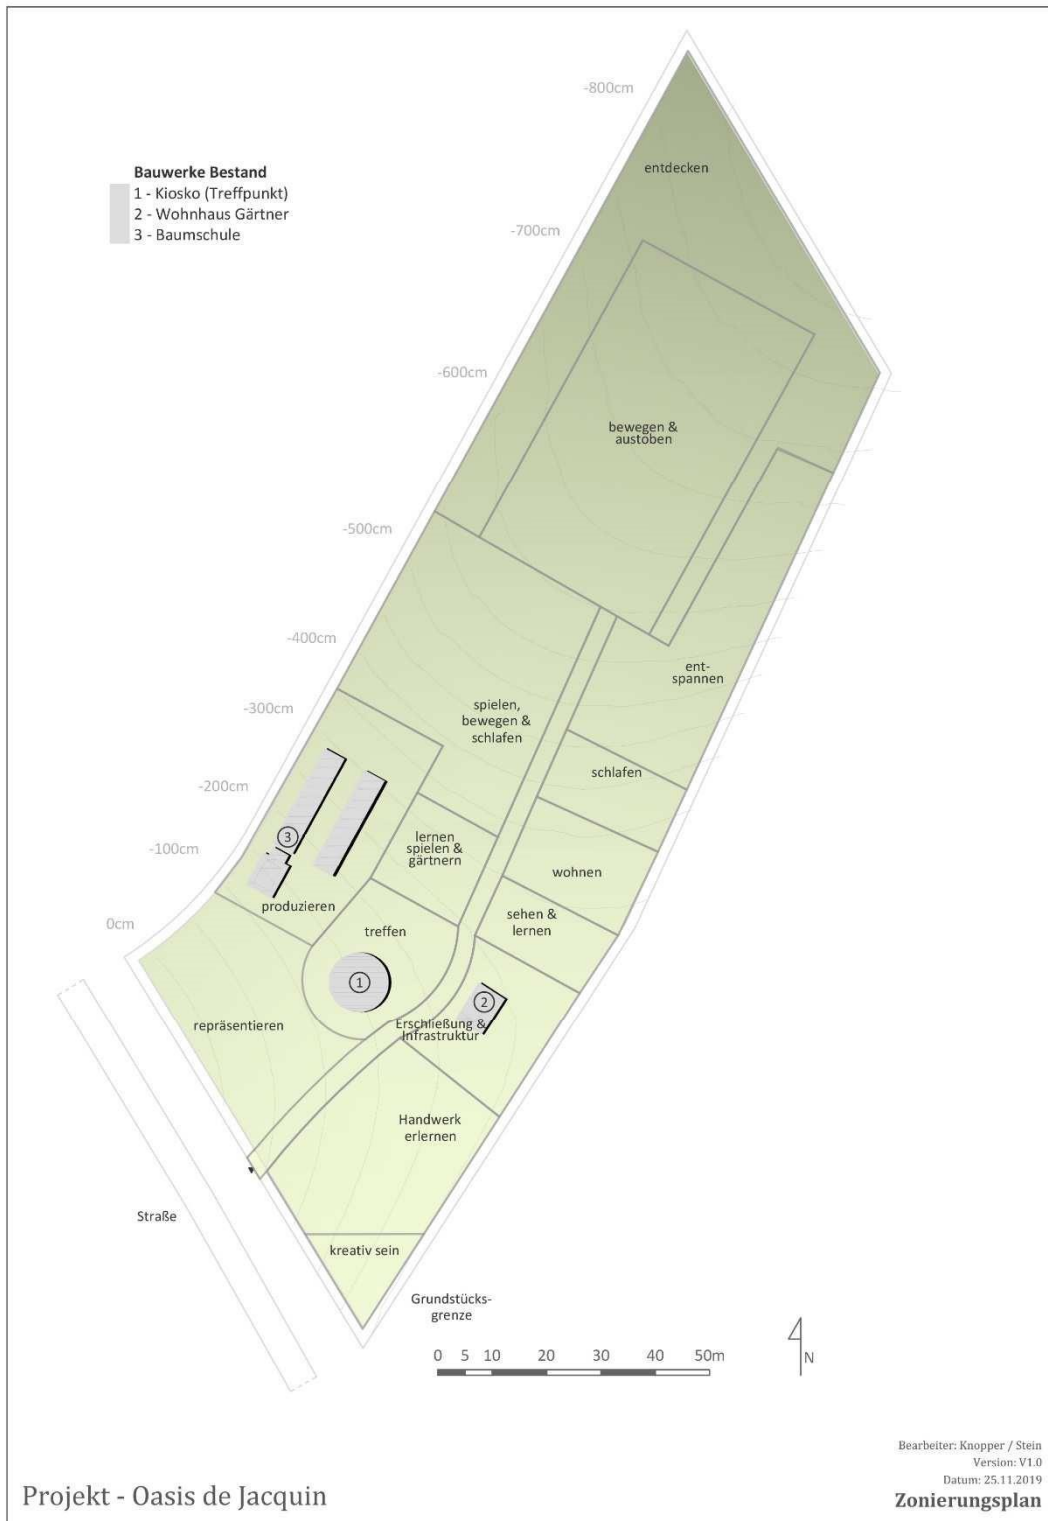 -800cm
entdecken
Bauwerke Bestand
1 - Kiosko (Treffpunkt)
2 - Wohnhaus Gärtner
3 - Baumschule
-700cm
-600cm
bewegen &
austoben
-500cm
-400cm
ent-
spannen
-300cm
spielen,
bewegen &
schlafen
schlafen
-200cm
lernen
spielen &
gärtnern
3
-100cm
wohnen
produzieren
sehen &
lernen
0cm
treffen
1
2
repräsentieren
Erschließung &
Infrastruktur
Handwerk
erlernen
Straße
kreativ sein
Grundstücks-
grenze
0 5 10 20 30 40 50m
N
Bearbeiter: Knopper / Stein
Version: V1.0
Datum: 25.11.2019
Zonierungsplan
Projekt - Oasis de Jacquin